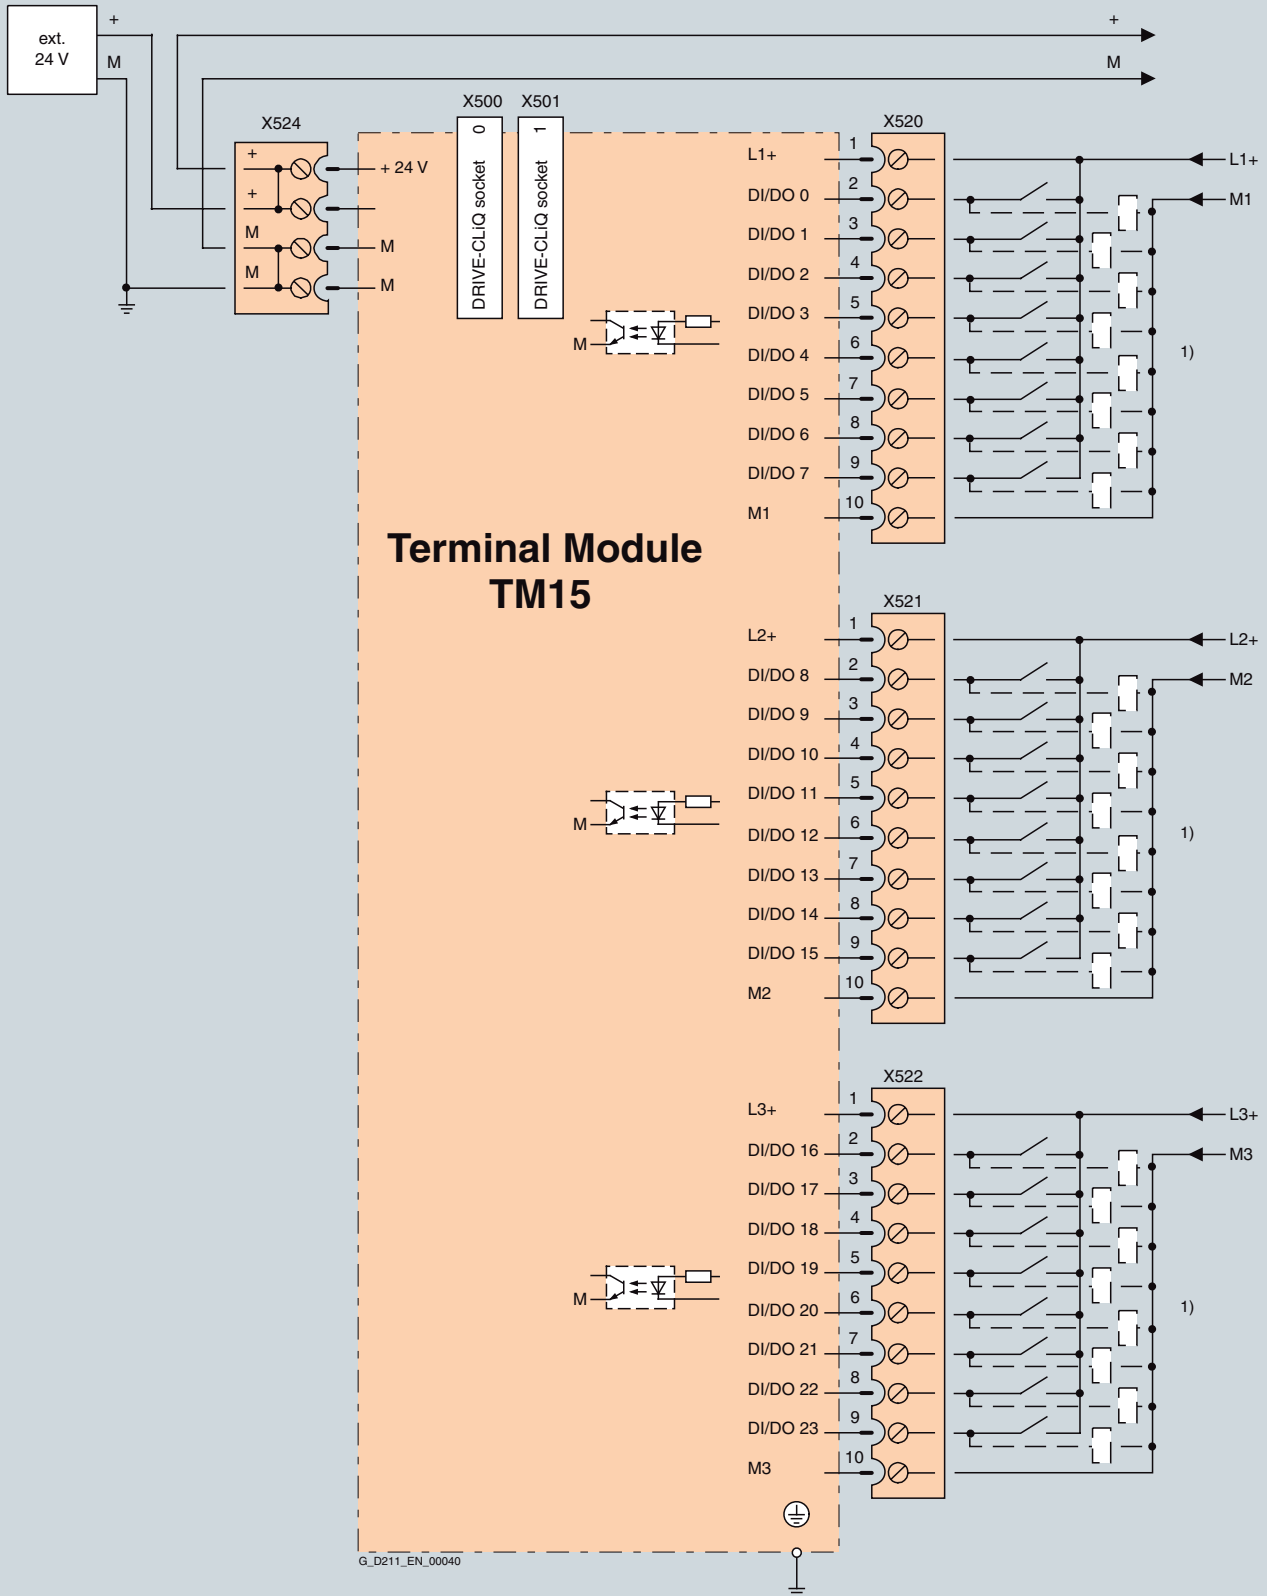 ext.
24 V
+
M
+
M
X524
+
+
M
M
+ 24 V
M
M
X500
X501
DRIVE-CLiQ socket 0
DRIVE-CLiQ socket 1
M
Terminal Module
TM15
X520
L1+ 1
DI/DO 0 2
DI/DO 1 3
DI/DO 2 4
DI/DO 3 5
DI/DO 4 6
DI/DO 5 7
DI/DO 6 8
DI/DO 7 9
M1 10
L1+
M1
1)
X521
L2+ 1
DI/DO 8 2
DI/DO 9 3
DI/DO 10 4
DI/DO 11 5
DI/DO 12 6
DI/DO 13 7
DI/DO 14 8
DI/DO 15 9
M2 10
M
L2+
M2
1)
X522
L3+ 1
DI/DO 16 2
DI/DO 17 3
DI/DO 18 4
DI/DO 19 5
DI/DO 20 6
DI/DO 21 7
DI/DO 22 8
DI/DO 23 9
M3 10
M
L3+
M3
1)
G_D211_EN_00040